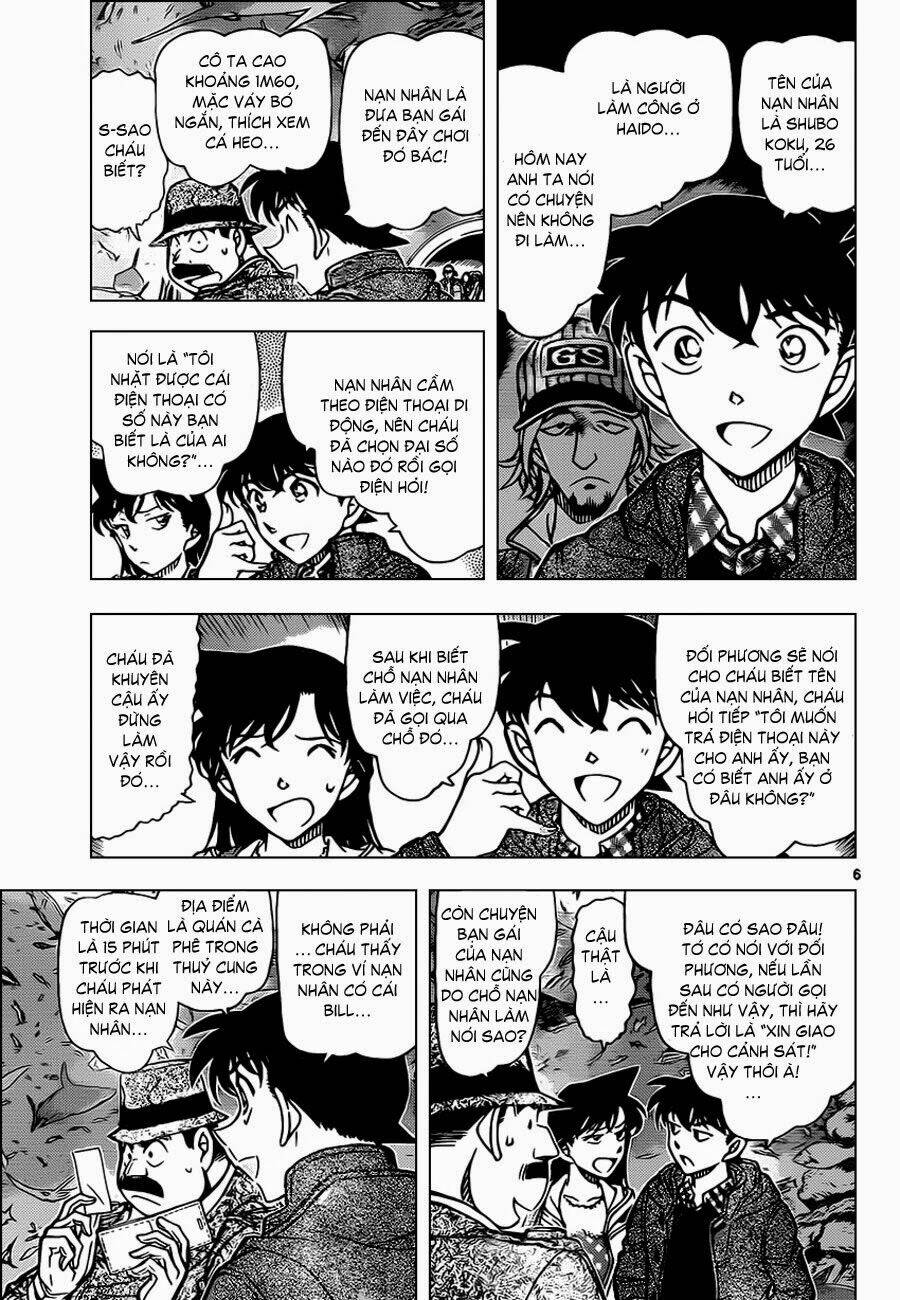 TÊN CỦA
NẠN NHÂN
LÀ SHUBO
KOKU, 26
TUỔI...
LÀ NGƯỜI
LÀM CÔNG Ở
HAIDO...
HÔM NAY
ANH TA NÓI
CÓ CHUYỆN
NÊN KHÔNG
ĐI LÀM...
GS
NẠN NHÂN LÀ
ĐƯA BẠN GÁI
ĐẾN ĐÂY CHƠI
ĐÓ BÁC!
CÔ TA CAO
KHOẢNG 1M60,
MẶC VÁY BÓ
NGẮN, THÍCH XEM
CÁ HEO...
S-SAO
CHÁU
BIẾT?
NẠN NHÂN CẦM
THEO ĐIỆN THOẠI DI
ĐỘNG, NÊN CHÁU
ĐÃ CHỌN ĐẠI SỐ
NÀO ĐÓ RỒI GỌI
ĐIỆN HỎI!
NÓI LÀ "TÔI
NHẶT ĐƯỢC CÁI
ĐIỆN THOẠI CÓ
SỐ NÀY BẠN
BIẾT LÀ CỦA AI
KHÔNG?"...
ĐỐI PHƯƠNG SẼ NÓI
CHO CHÁU BIẾT TÊN
CỦA NẠN NHÂN, CHÁU
HỎI TIẾP "TÔI MUỐN
TRẢ ĐIỆN THOẠI NÀY
CHO ANH ẤY, BẠN
CÓ BIẾT ANH ẤY Ở
ĐÂU KHÔNG?"
SAU KHI BIẾT
CHỖ NẠN NHÂN
LÀM VIỆC, CHÁU
ĐÃ GỌI QUA
CHỖ ĐÓ...
CHÁU ĐÃ
KHUYÊN
CẬU ẤY
ĐỪNG
LÀM
VẬY RỒI
ĐÓ...
6
ĐÂU CÓ SAO ĐÂU!
TỚ CÓ NÓI VỚI ĐỐI
PHƯƠNG, NẾU LẦN
SAU CÓ NGƯỜI GỌI
ĐẾN NHƯ VẬY, THÌ HÃY
TRẢ LỜI LÀ "XIN GIAO
CHO CẢNH SÁT!"
VẬY THÔI À!
...
CẬU
THẬT
LÀ
...
CÒN CHUYỆN
BẠN GÁI
CỦA NẠN
NHÂN CŨNG
DO CHỖ NẠN
NHÂN LÀM
NÓI SAO?
KHÔNG PHẢI
... CHÁU THẤY
TRONG VÍ NẠN
NHÂN CÓ CÁI
BILL...
ĐỊA ĐIỂM
LÀ QUÁN CÀ
PHÊ TRONG
THUỶ CUNG
NÀY...
THỜI GIAN
LÀ 15 PHÚT
TRƯỚC KHI
CHÁU PHÁT
HIỆN RA NẠN
NHÂN...